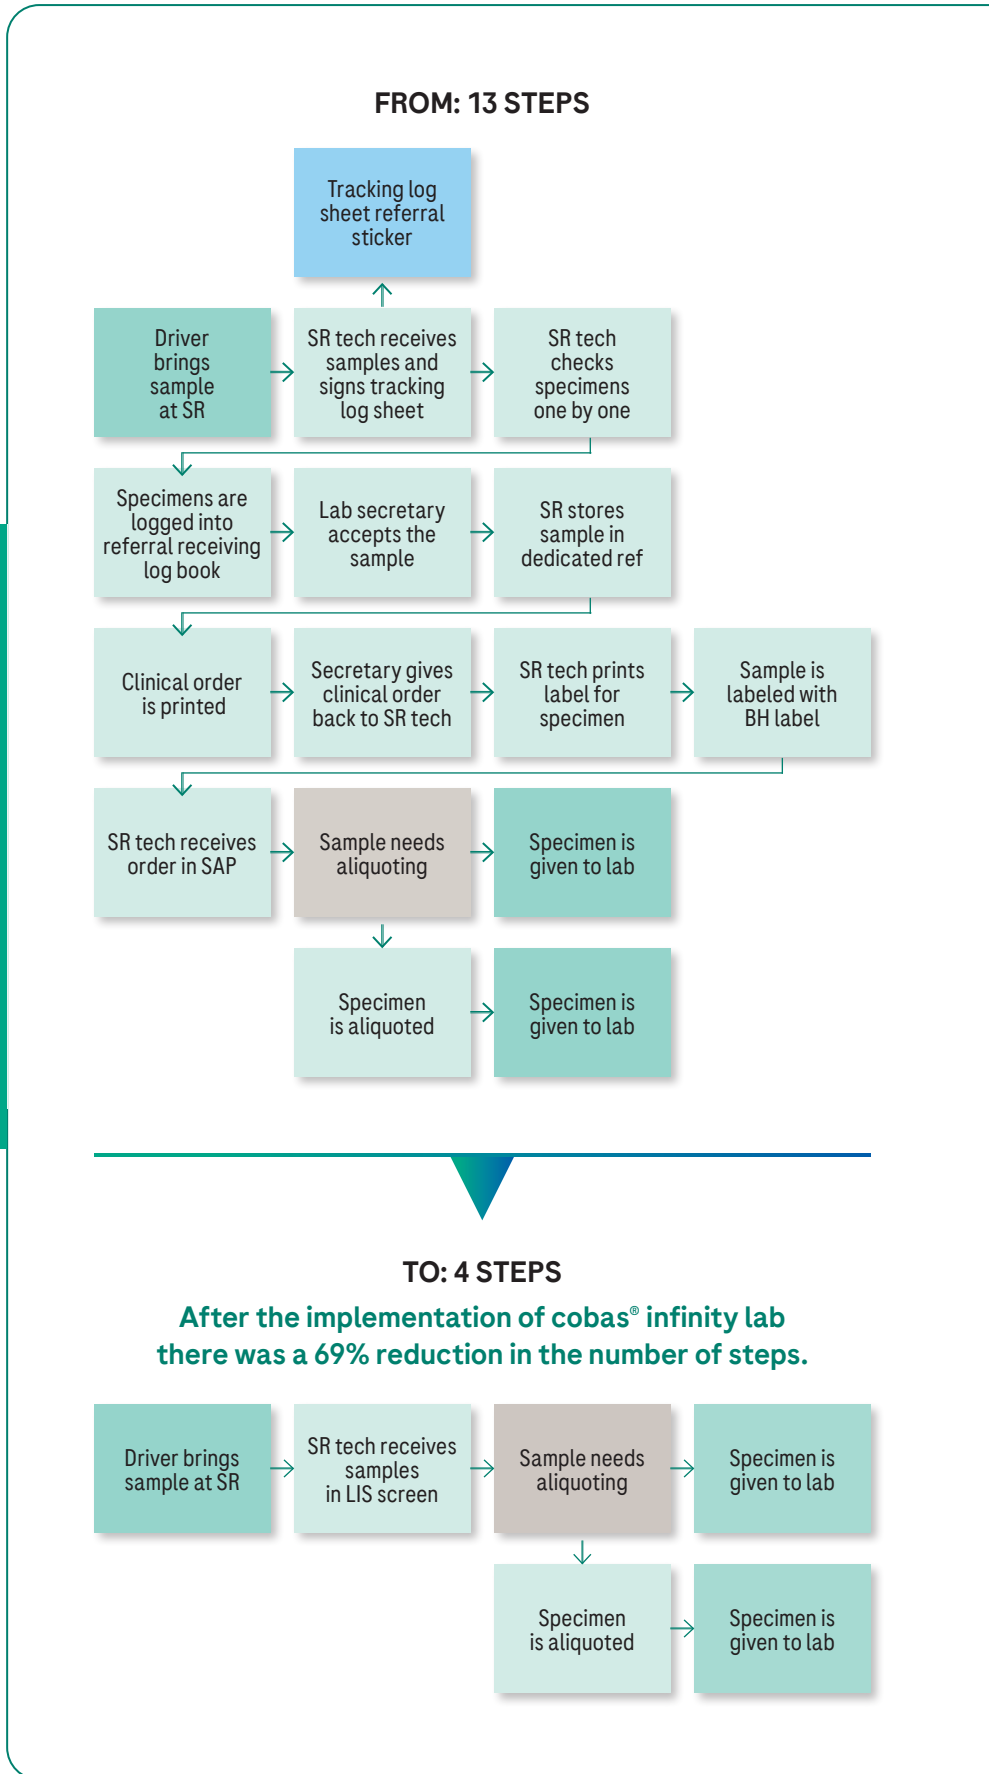 FROM: 13 STEPS
Tracking log
sheet referral
sticker
Driver
brings
sample
at SR
SR tech receives
samples and
signs tracking
log sheet
SR tech
checks
specimens
one by one
Specimens are
logged into
referral receiving
log book
Lab secretary
accepts the
sample
SR stores
sample in
dedicated ref
Clinical order
is printed
Secretary gives
clinical order
back to SR tech
SR tech prints
label for
specimen
Sample is
labeled with
BH label
SR tech receives
order in SAP
Sample needs
aliquoting
Specimen is
given to lab
Specimen
is aliquoted
Specimen is
given to lab
TO: 4 STEPS
After the implementation of cobas® infinity lab
there was a 69% reduction in the number of steps.
Driver brings
sample at SR
SR tech receives
samples
in LIS screen
Sample needs
aliquoting
Specimen is
given to lab
Specimen
is aliquoted
Specimen is
given to lab